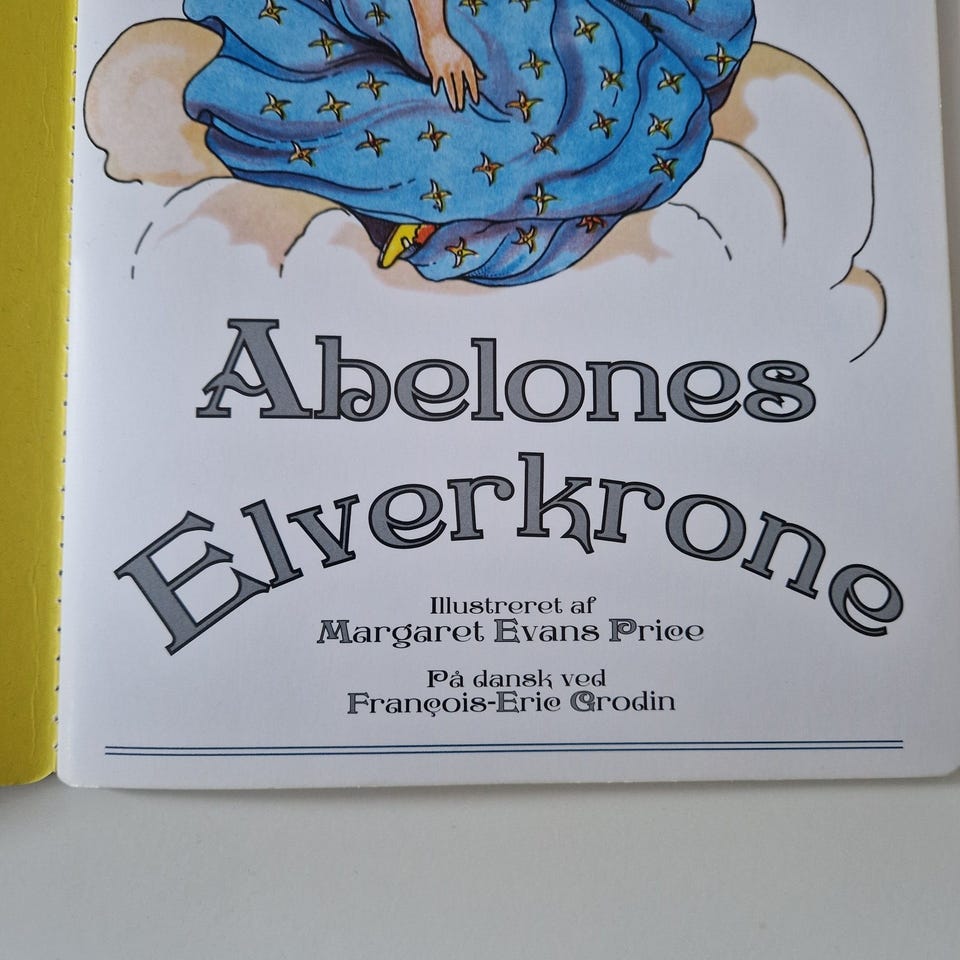 Abelones
Elverkrone
Illustreret af
Margaret Evans Price
På dansk ved
François-Eric Grodin